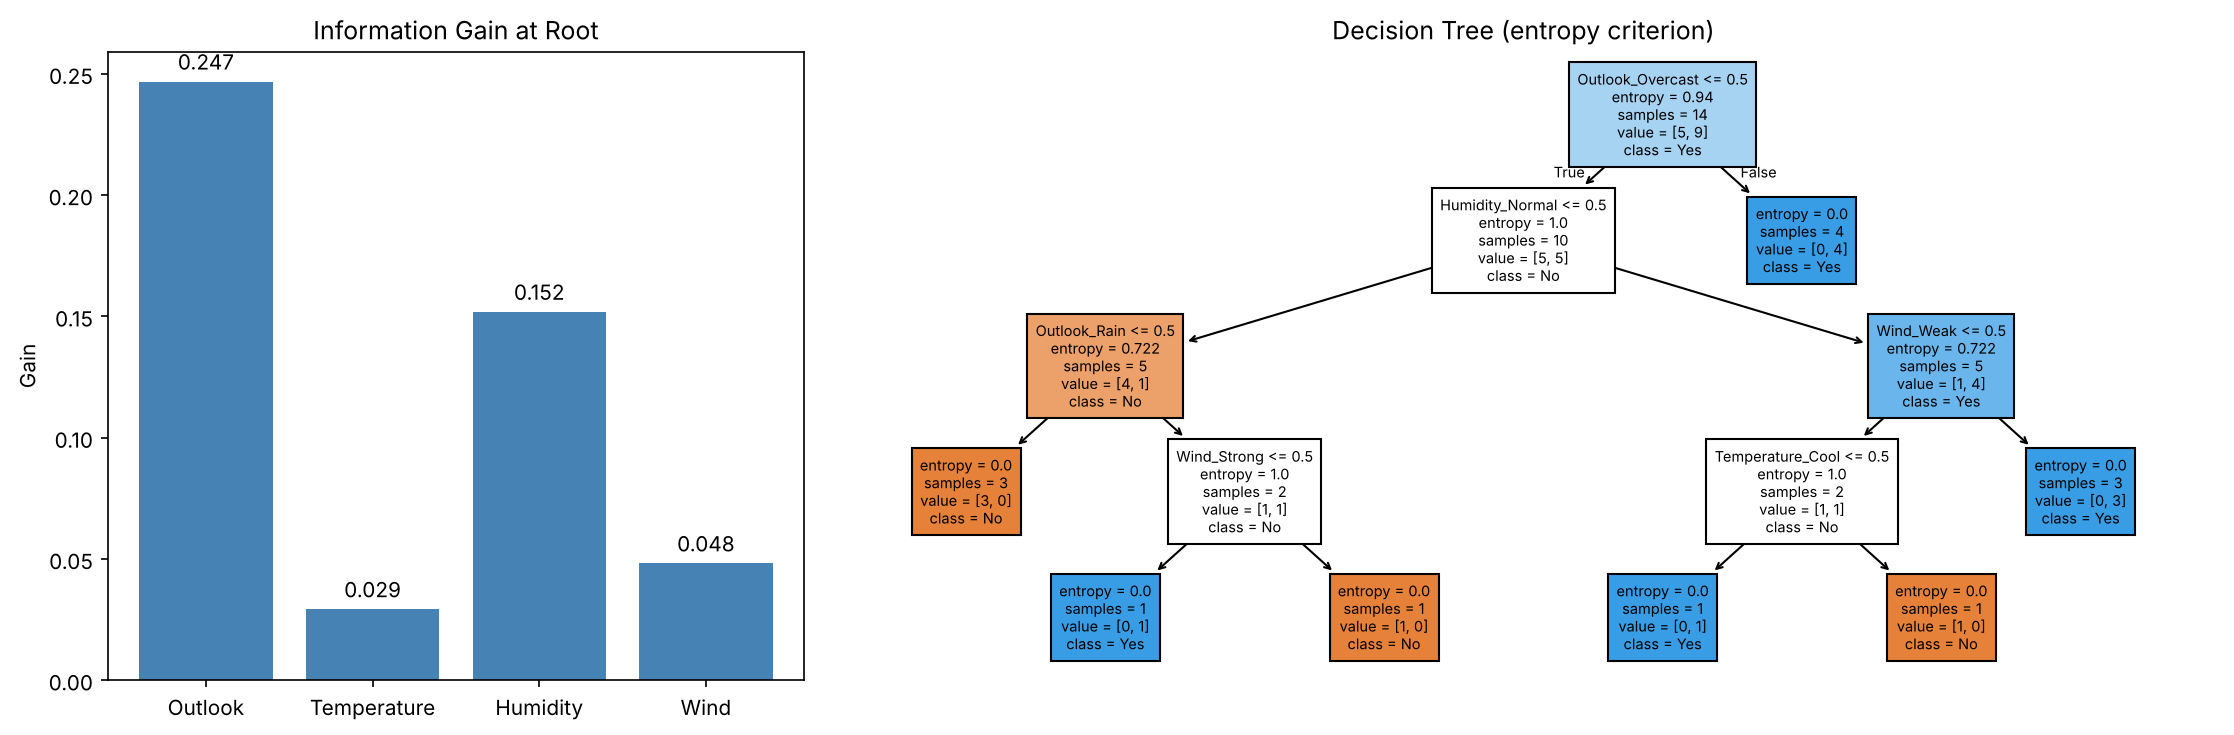 Information Gain at Root
Gain
0.25
0.20
0.15
0.10
0.05
0.00
0.247
0.029
0.152
0.048
Outlook
Temperature
Humidity
Wind
Decision Tree (entropy criterion)
Outlook_Overcast <= 0.5
entropy = 0.94
samples = 14
value = [5, 9]
class = Yes
True
False
Humidity_Normal <= 0.5
entropy = 1.0
samples = 10
value = [5, 5]
class = No
entropy = 0.0
samples = 4
value = [0, 4]
class = Yes
Outlook_Rain <= 0.5
entropy = 0.722
samples = 5
value = [4, 1]
class = No
Wind_Weak <= 0.5
entropy = 0.722
samples = 5
value = [1, 4]
class = Yes
entropy = 0.0
samples = 3
value = [3, 0]
class = No
Wind_Strong <= 0.5
entropy = 1.0
samples = 2
value = [1, 1]
class = No
Temperature_Cool <= 0.5
entropy = 1.0
samples = 2
value = [1, 1]
class = No
entropy = 0.0
samples = 3
value = [0, 3]
class = Yes
entropy = 0.0
samples = 1
value = [0, 1]
class = Yes
entropy = 0.0
samples = 1
value = [1, 0]
class = No
entropy = 0.0
samples = 1
value = [0, 1]
class = Yes
entropy = 0.0
samples = 1
value = [1, 0]
class = No